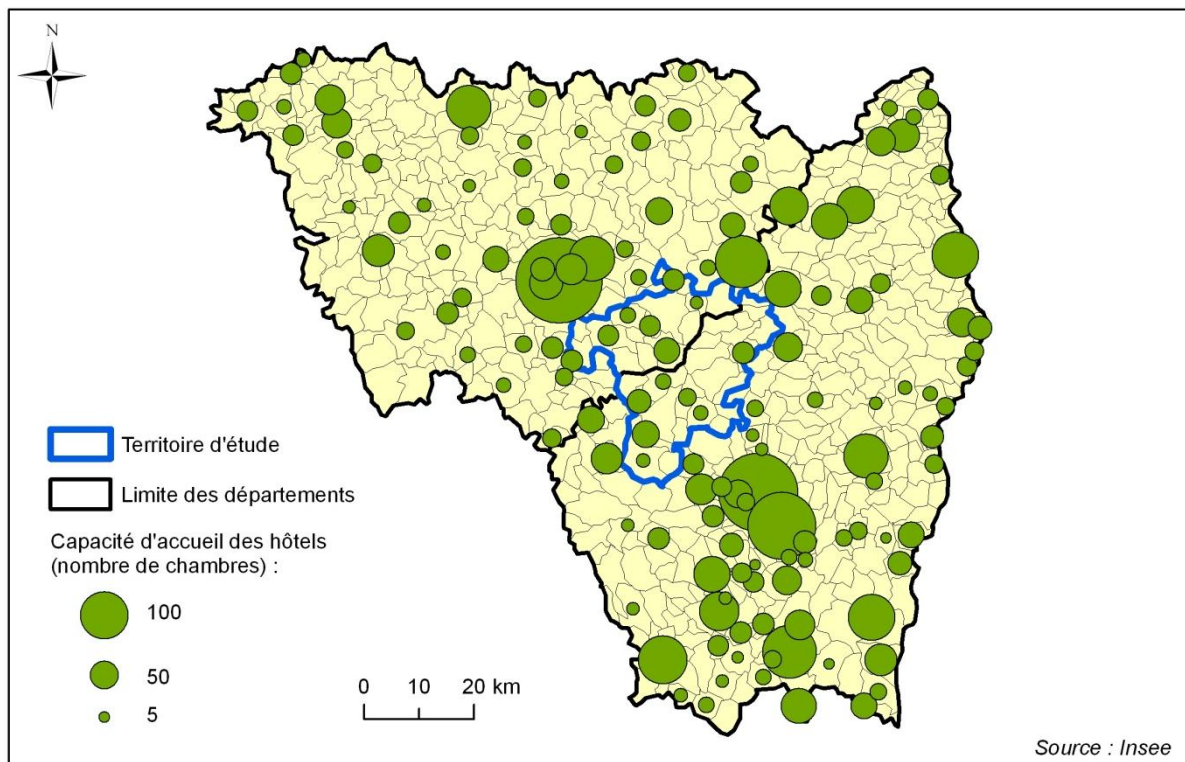 N
Territoire d'étude
Limite des départements
Capacité d'accueil des hôtels
(nombre de chambres) :
100
50
5
0 10 20 km
Source : Insee